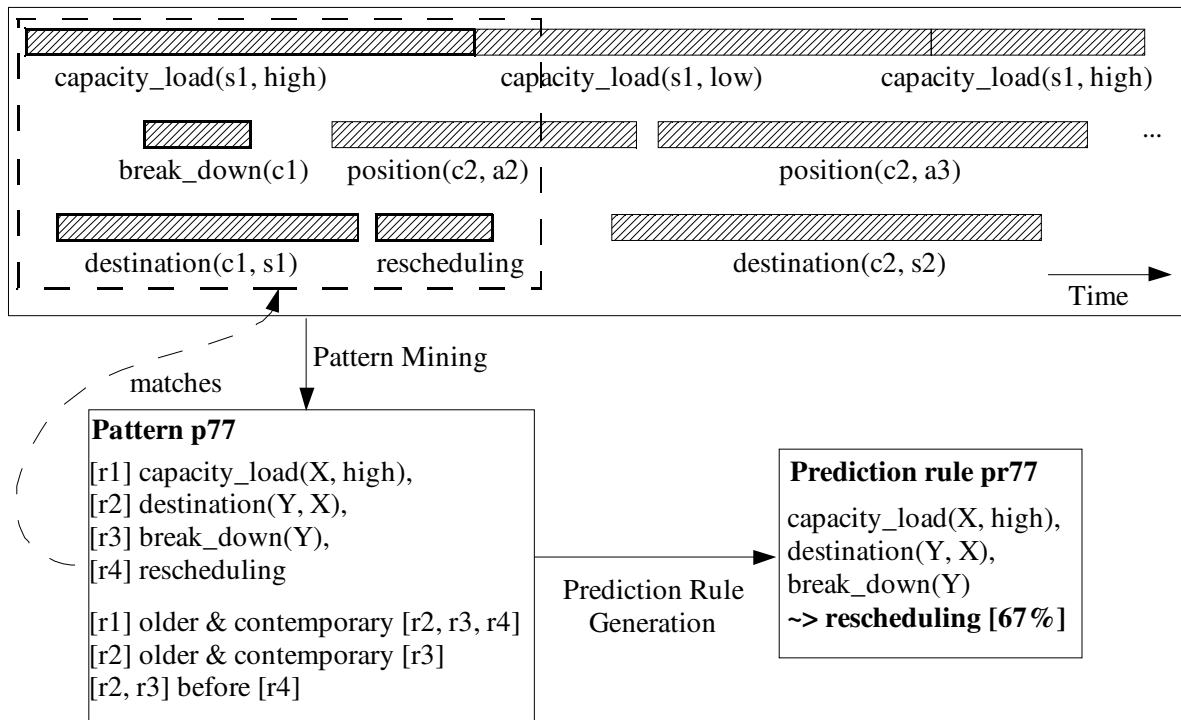 capacity_load(s1, high) capacity_load(s1, low) capacity_load(s1, high)
break_down(c1) position(c2, a2) position(c2, a3) ...
destination(c1, s1) rescheduling destination(c2, s2)
Time
Pattern Mining
matches
Pattern p77
[r1] capacity_load(X, high),
[r2] destination(Y, X),
[r3] break_down(Y),
[r4] rescheduling
[r1] older & contemporary [r2, r3, r4]
[r2] older & contemporary [r3]
[r2, r3] before [r4]
Prediction Rule
Generation
Prediction rule pr77
capacity_load(X, high),
destination(Y, X),
break_down(Y)
~> rescheduling [67%]